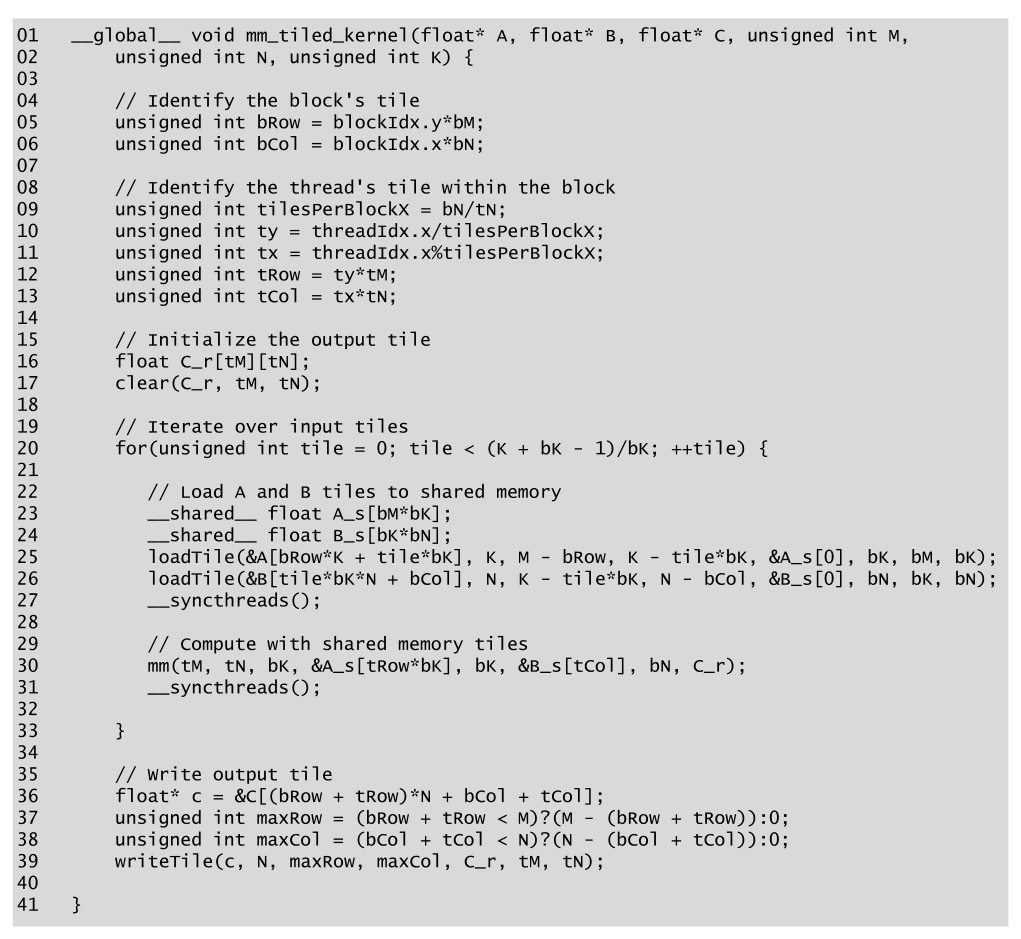 01 __global__ void mm_tiled_kernel(float* A, float* B, float* C, unsigned int M,
02     unsigned int N, unsigned int K) {
03
04     // Identify the block's tile
05     unsigned int bRow = blockIdx.y*bM;
06     unsigned int bCol = blockIdx.x*bN;
07
08     // Identify the thread's tile within the block
09     unsigned int tilesPerBlockX = bN/tN;
10     unsigned int ty = threadIdx.x/tilesPerBlockX;
11     unsigned int tx = threadIdx.x%tilesPerBlockX;
12     unsigned int tRow = ty*tM;
13     unsigned int tCol = tx*tN;
14
15     // Initialize the output tile
16     float C_r[tM][tN];
17     clear(C_r, tM, tN);
18
19     // Iterate over input tiles
20     for(unsigned int tile = 0; tile < (K + bK - 1)/bK; ++tile) {
21
22         // Load A and B tiles to shared memory
23         __shared__ float A_s[bM*bK];
24         __shared__ float B_s[bK*bN];
25         loadTile(&A[bRow*K + tile*bK], K, M - bRow, K - tile*bK, &A_s[0], bK, bM, bK);
26         loadTile(&B[tile*bK*N + bCol], N, K - tile*bK, N - bCol, &B_s[0], bN, bK, bN);
27         __syncthreads();
28
29         // Compute with shared memory tiles
30         mm(tM, tN, bK, &A_s[tRow*bK], bK, &B_s[tCol], bN, C_r);
31         __syncthreads();
32
33     }
34
35     // Write output tile
36     float* c = &C[(bRow + tRow)*N + bCol + tCol];
37     unsigned int maxRow = (bRow + tRow < M)?(M - (bRow + tRow)):0;
38     unsigned int maxCol = (bCol + tCol < N)?(N - (bCol + tCol)):0;
39     writeTile(c, N, maxRow, maxCol, C_r, tM, tN);
40
41 }